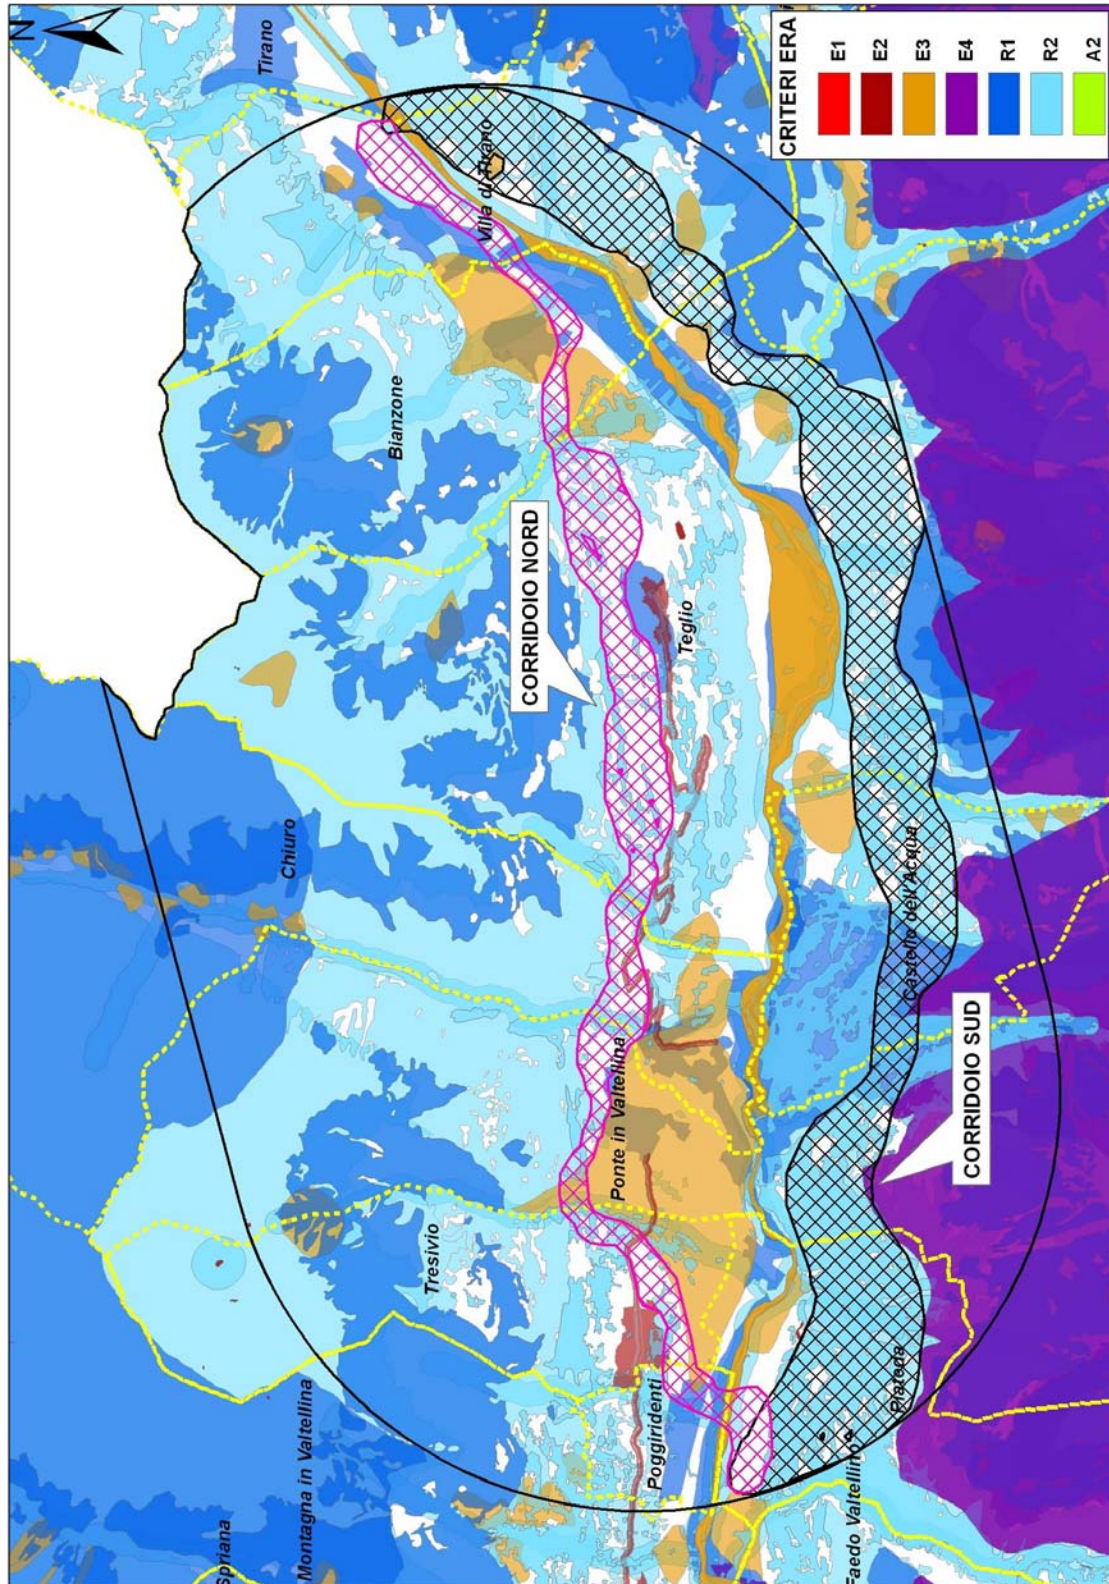 N
Tirano
Spriana
Montagna in Valtellina
Chiuro
Bianzone
Villa di Tirano
Tresivio
CORRIDOIO NORD
Poggiridenti
Ponte in Valtellina
Teglio
Faedo Valtellino
Piateda
Castello dell'Acqua
CORRIDOIO SUD
CRITERI ERA
E1
E2
E3
E4
R1
R2
A2